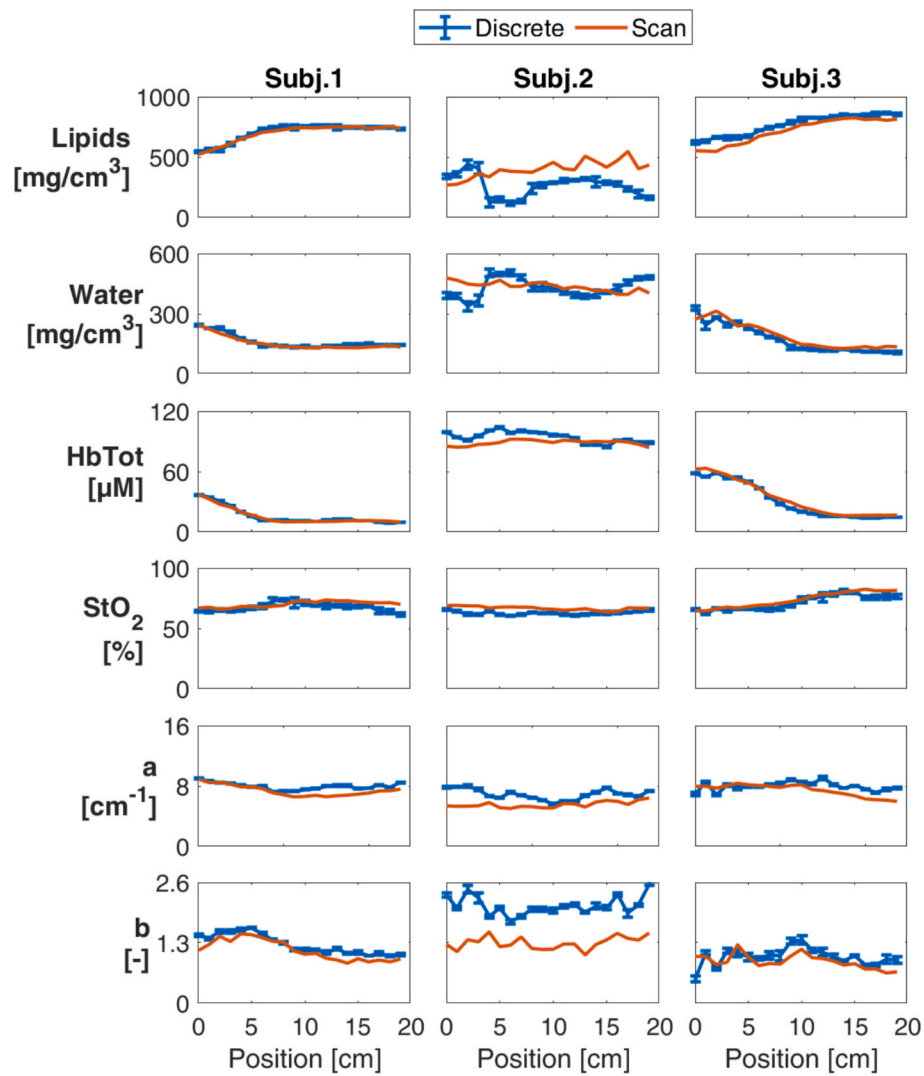 Discrete Scan
Subj.1 Subj.2 Subj.3
Lipids
[mg/cm³]
1000
500
0
Water
[mg/cm³]
600
300
0
HbTot
[µM]
120
60
0
StO₂
[%]
100
50
0
a
[cm⁻¹]
16
8
0
b
[-]
2.6
1.3
0
0 5 10 15 20 0 5 10 15 20 0 5 10 15 20
Position [cm] Position [cm] Position [cm]